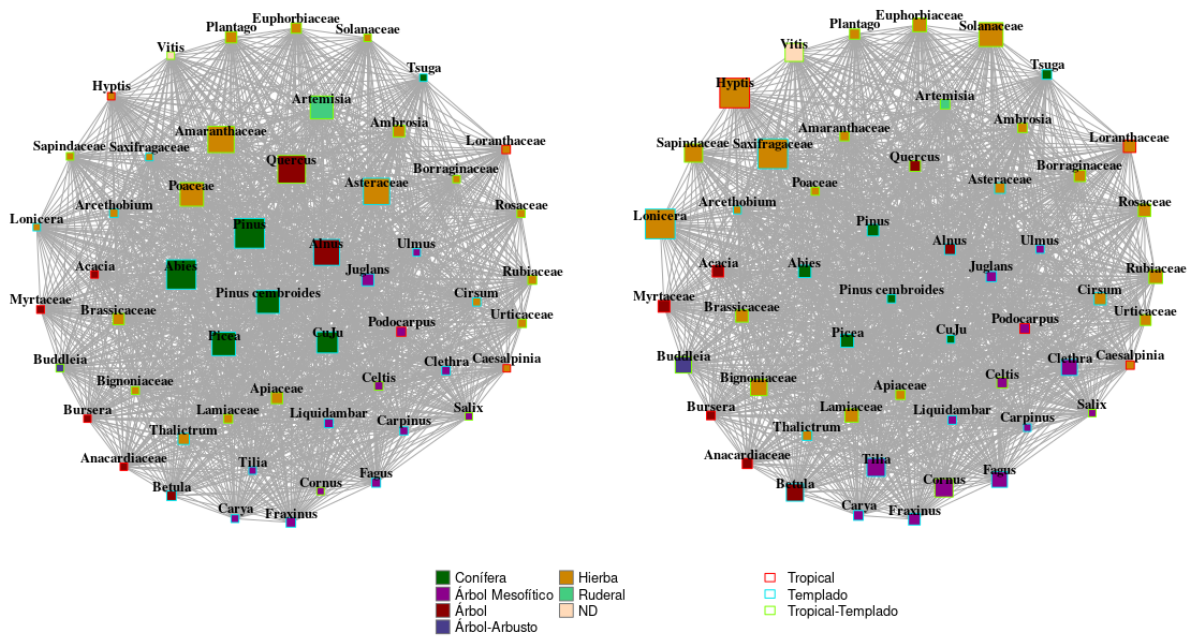 Euphorbiaceae
Plantago
Solanaceae
Vitis
Tsuga
Hyptis
Artemisia
Ambrosia
Amaranthaceae
Sapindaceae
Saxifragaceae
Loranthaceae
Quercus
Borraginaceae
Asteraceae
Poaceae
Arcethobium
Rosaceae
Lonicera
Pinus
Alnus
Ulmus
Acacia
Abies
Juglans
Rubiaceae
Pinus cembroides
Cirsum
Myrtaceae
Brassicaceae
Urticaceae
Podocarpus
Picea
CuJu
Buddleia
Clethra
Caesalpinia
Bignoniaceae
Celtis
Apiaceae
Bursera
Lamiaceae
Liquidambar
Salix
Carpinus
Thalictrum
Anacardiaceae
Tilia
Fagus
Betula
Cornus
Carya
Fraxinus
Euphorbiaceae
Plantago
Solanaceae
Vitis
Tsuga
Hyptis
Artemisia
Ambrosia
Amaranthaceae
Sapindaceae
Saxifragaceae
Loranthaceae
Quercus
Borraginaceae
Asteraceae
Poaceae
Arcethobium
Rosaceae
Lonicera
Pinus
Alnus
Ulmus
Acacia
Abies
Juglans
Rubiaceae
Pinus cembroides
Cirsum
Myrtaceae
Brassicaceae
Urticaceae
Podocarpus
Picea
CuJu
Buddleia
Clethra
Caesalpinia
Bignoniaceae
Celtis
Apiaceae
Bursera
Lamiaceae
Liquidambar
Salix
Carpinus
Thalictrum
Anacardiaceae
Tilia
Fagus
Betula
Cornus
Carya
Fraxinus
Conífera
Árbol Mesofítico
Árbol
Árbol-Arbusto
Hierba
Ruderal
ND
Tropical
Templado
Tropical-Templado